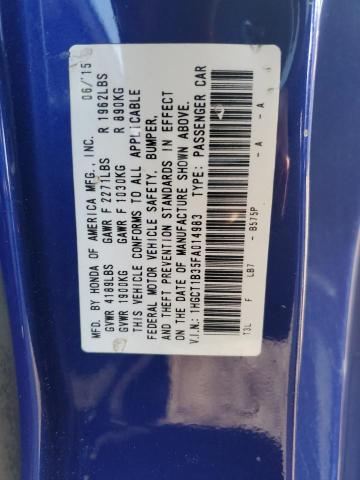 MFD. BY HONDA OF AMERICA MFG., INC. 06/15
GVWR 4189LBS GAWR F 2271LBS R 1962LBS
GVWR 1900KG GAWR F 1030KG R 890KG
THIS VEHICLE CONFORMS TO ALL APPLICABLE
FEDERAL MOTOR VEHICLE SAFETY, BUMPER,
AND THEFT PREVENTION STANDARDS IN EFFECT
ON THE DATE OF MANUFACTURE SHOWN ABOVE.
V.I.N.: 1HGCT1B35FA014983 TYPE: PASSENGER CAR
T3L F LB7 - B575P - A - A